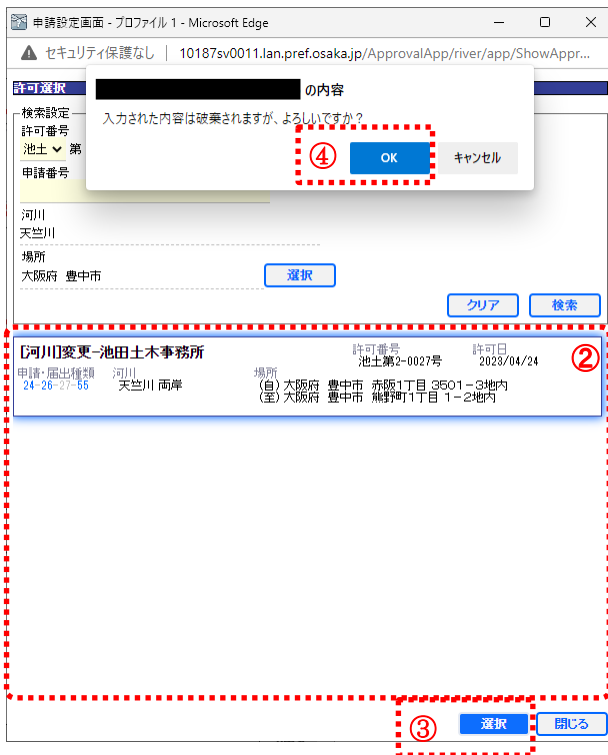 申請設定画面 - プロファイル 1 - Microsoft Edge
セキュリティ保護なし | 10187sv0011.lan.pref.osaka.jp/ApprovalApp/river/app/ShowAppr...
許可選択
の内容
入力された内容は破棄されますが、よろしいですか？
④ OK キャンセル
検索設定
許可番号
池土 第
申請番号
河川
天竺川
場所
大阪府 豊中市 選択
クリア 検索
②
[河川]変更-池田土木事務所
許可番号 許可日
池土第2-0027号 2023/04/24
申請・届出種類 河川 場所
24-26-27-55 天竺川 両岸 (自) 大阪府 豊中市 赤阪1丁目 3501-3地内
(至) 大阪府 豊中市 熊野町1丁目 1-2地内
③ 選択 閉じる